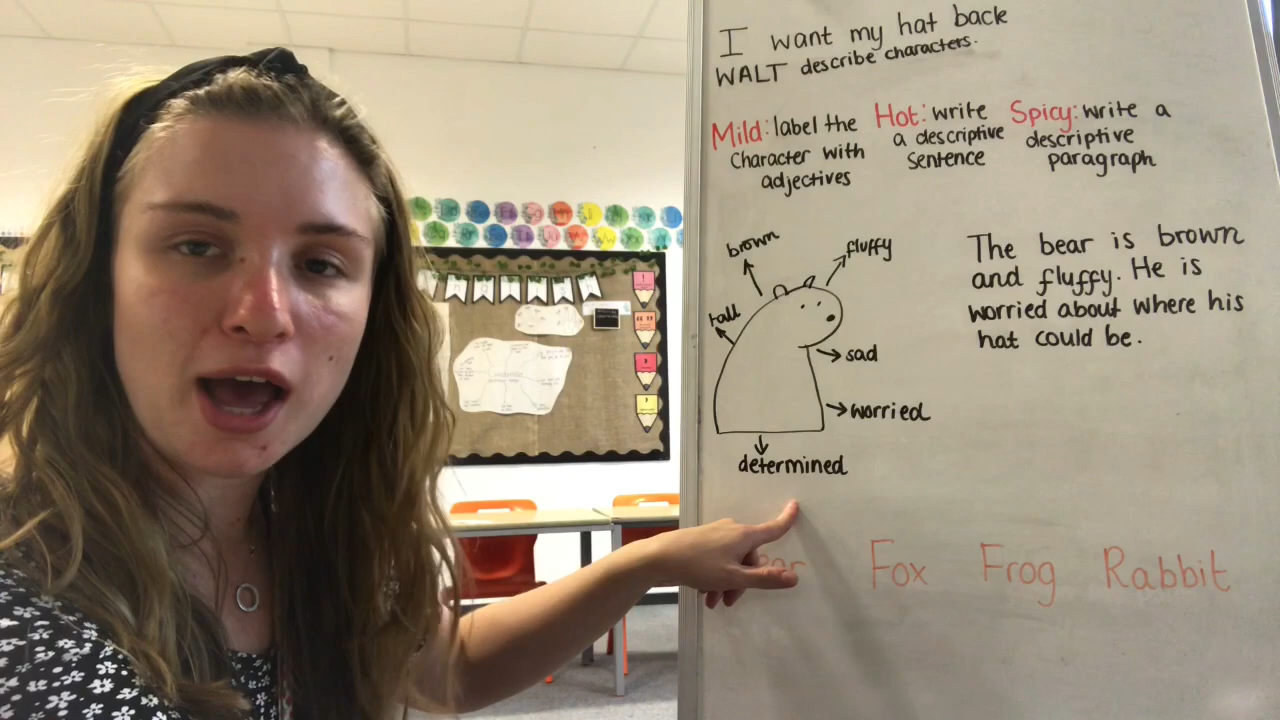 I want my hat back
WALT describe characters.
Mild: label the
character with
adjectives
Hot: write
a descriptive
sentence
Spicy: write a
descriptive
paragraph
brown
fluffy
tall
sad
worried
determined
The bear is brown
and fluffy. He is
worried about where his
hat could be.
Fox Frog Rabbit